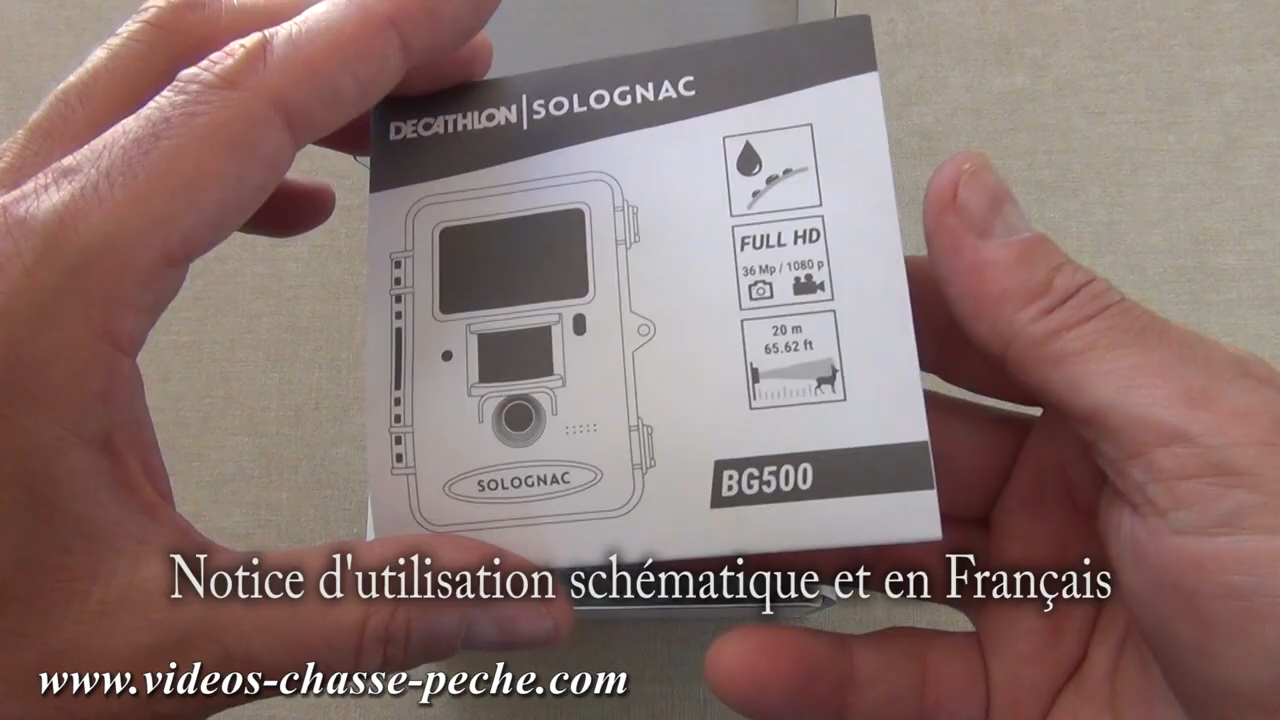 DECATHLON | SOLOGNAC
FULL HD
36 Mp / 1080 p
20 m
65.62 ft
SOLOGNAC
BG500
Notice d'utilisation schématique et en Français
www.videos-chasse-peche.com